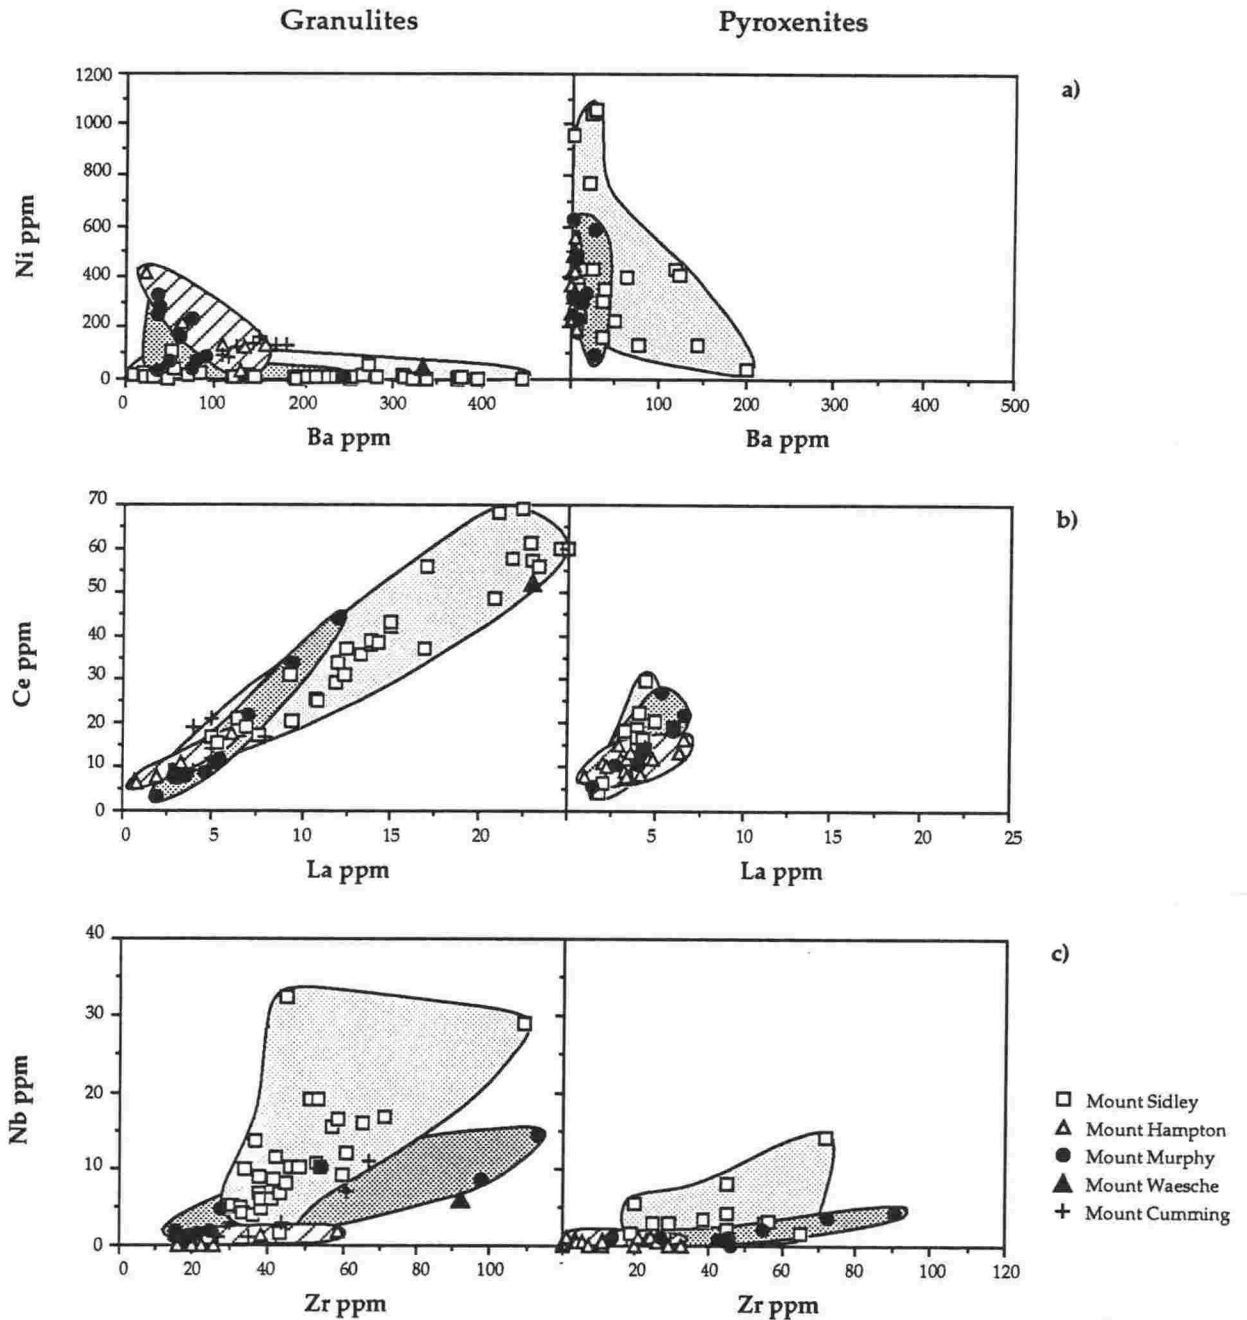 Granulites Pyroxenites
a)
1200
1000
800
600
400
200
0
Ni ppm
0 100 200 300 400
100 200 300 400 500
Ba ppm Ba ppm
b)
70
60
50
40
30
20
10
0
Ce ppm
0 5 10 15 20
5 10 15 20 25
La ppm La ppm
c)
40
30
20
10
0
Nb ppm
0 20 40 60 80 100
20 40 60 80 100 120
Zr ppm Zr ppm
Mount Sidley
Mount Hampton
Mount Murphy
Mount Waesche
Mount Cumming